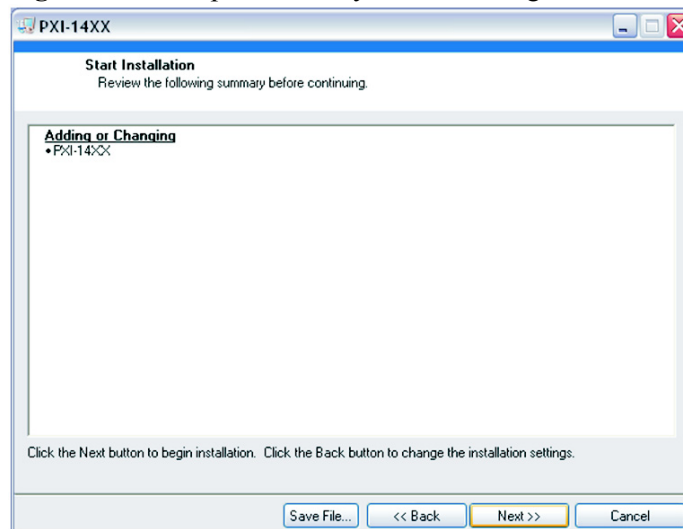 PXI-14XX
Start Installation
Review the following summary before continuing.
Adding or Changing
•PXI-14XX
Click the Next button to begin installation. Click the Back button to change the installation settings.
Save File... << Back Next >> Cancel